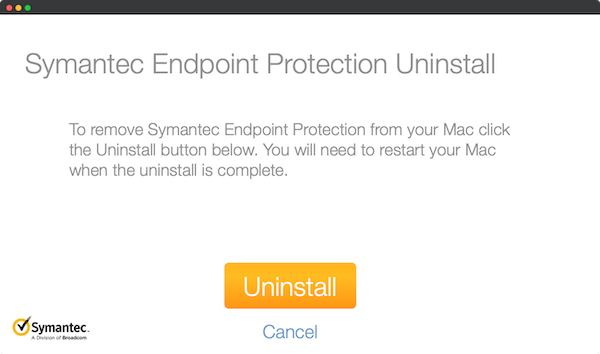 Symantec Endpoint Protection Uninstall
To remove Symantec Endpoint Protection from your Mac click
the Uninstall button below. You will need to restart your Mac
when the uninstall is complete.
Uninstall
Cancel
Symantec.
A Division of Broadcom